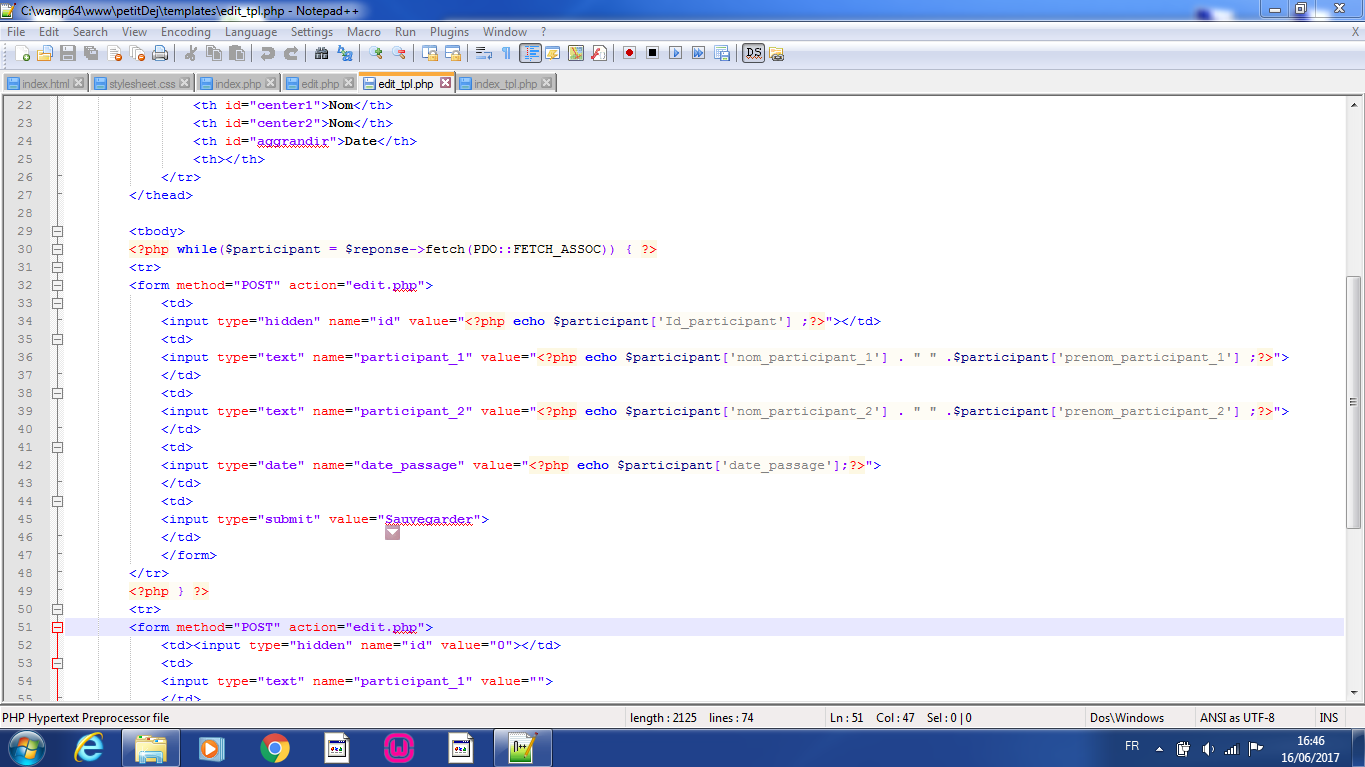 C:\wamp64\www\petitDej\templates\edit_tpl.php - Notepad++
File Edit Search View Encoding Language Settings Macro Run Plugins Window ? X
index.html stylesheet.css index.php edit.php edit_tpl.php index_tpl.php
22 <th id="center1">Nom</th>
23 <th id="center2">Nom</th>
24 <th id="aggrandir">Date</th>
25 <th></th>
26 </tr>
27 </thead>
28
29 <tbody>
30 <?php while($participant = $reponse->fetch(PDO::FETCH_ASSOC)) { ?>
31 <tr>
32 <form method="POST" action="edit.php">
33 <td>
34 <input type="hidden" name="id" value="<?php echo $participant['Id_participant'] ;?>"></td>
35 <td>
36 <input type="text" name="participant_1" value="<?php echo $participant['nom_participant_1'] . " " .$participant['prenom_participant_1'] ;?>">
37 </td>
38 <td>
39 <input type="text" name="participant_2" value="<?php echo $participant['nom_participant_2'] . " " .$participant['prenom_participant_2'] ;?>">
40 </td>
41 <td>
42 <input type="date" name="date_passage" value="<?php echo $participant['date_passage'];?>">
43 </td>
44 <td>
45 <input type="submit" value="Sauvegarder">
46 </td>
47 </form>
48 </tr>
49 <?php } ?>
50 <tr>
51 <form method="POST" action="edit.php">
52 <td><input type="hidden" name="id" value="0"></td>
53 <td>
54 <input type="text" name="participant_1" value="">
55 </td>
PHP Hypertext Preprocessor file length : 2125 lines : 74 Ln : 51 Col : 47 Sel : 0 | 0 Dos\Windows ANSI as UTF-8 INS
FR 16:46
16/06/2017